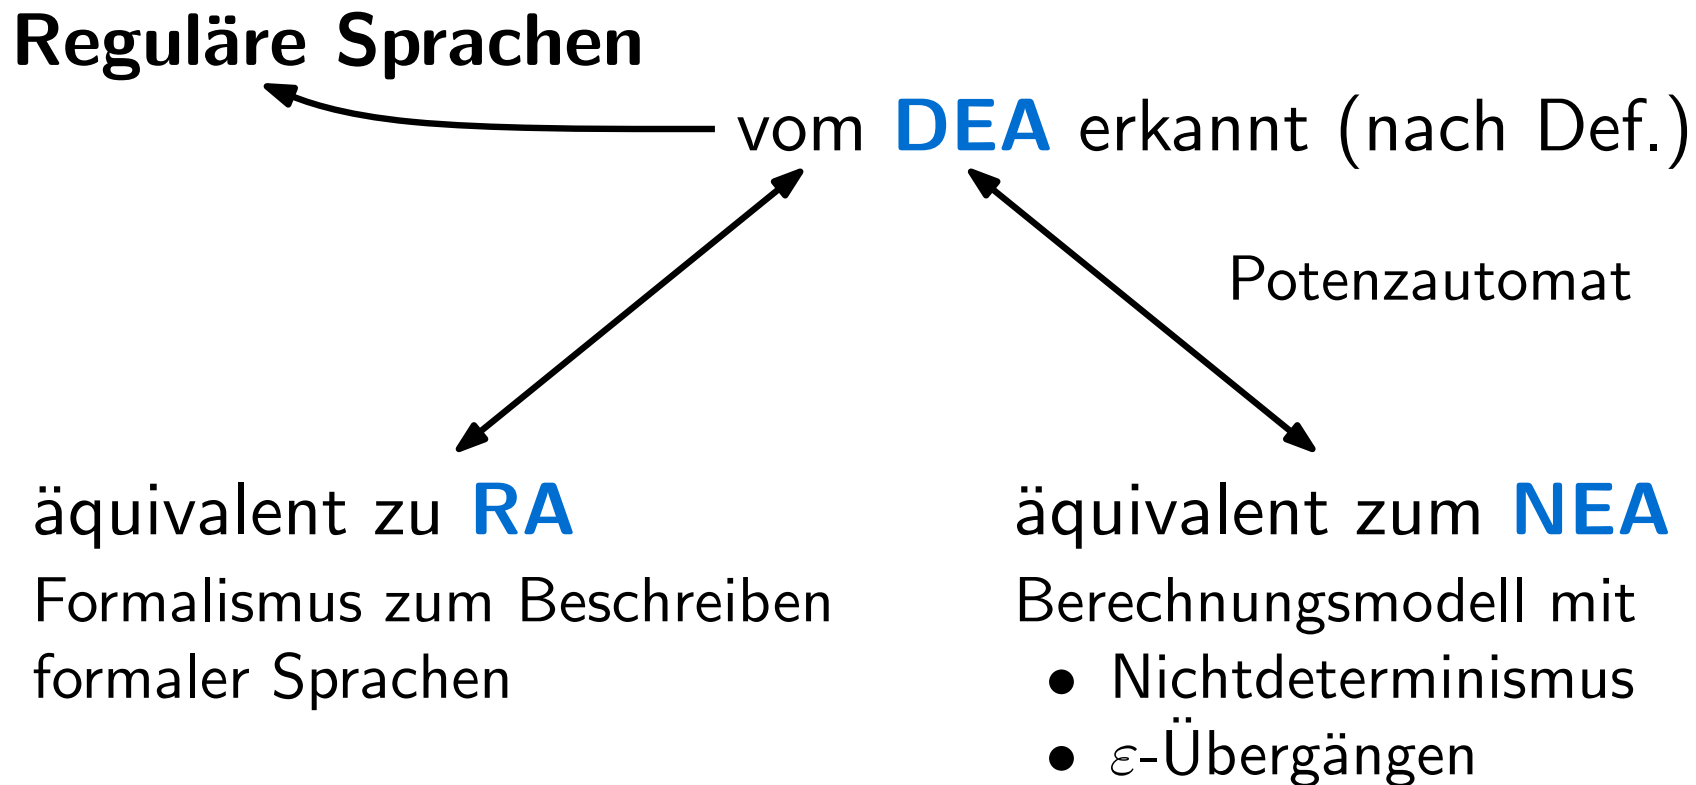 Reguläre Sprachen
vom DEA erkannt (nach Def.)
Potenzautomat
äquivalent zu RA
Formalismus zum Beschreiben
formaler Sprachen
äquivalent zum NEA
Berechnungsmodell mit
• Nichtdeterminismus
• ε-Übergängen